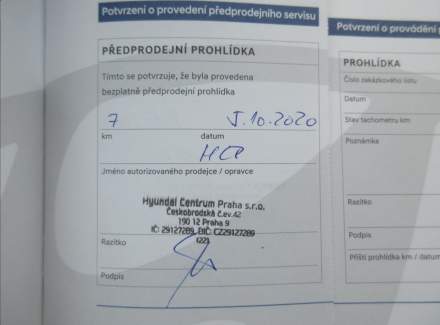 Potvrzení o provedení předprodejního servisu
PŘEDPRODEJNÍ PROHLÍDKA
Tímto se potvrzuje, že byla provedena
bezplatně předprodejní prohlídka
7 5.10.2020
km datum
HCP
Jméno autorizovaného prodejce / opravce
Hyundai Centrum Praha s.r.o.
Českobrodská č.ev.42
190 12 Praha 9
IČ: 29127289, DIČ: CZ29127289
(22)
Razítko
Podpis
Potvrzení o provádění
PROHLÍDKA
Číslo zakázkového listu
Datum
Stav tachometru km
Poznámka
Razítko
Podpis
Příští prohlídka km / datum